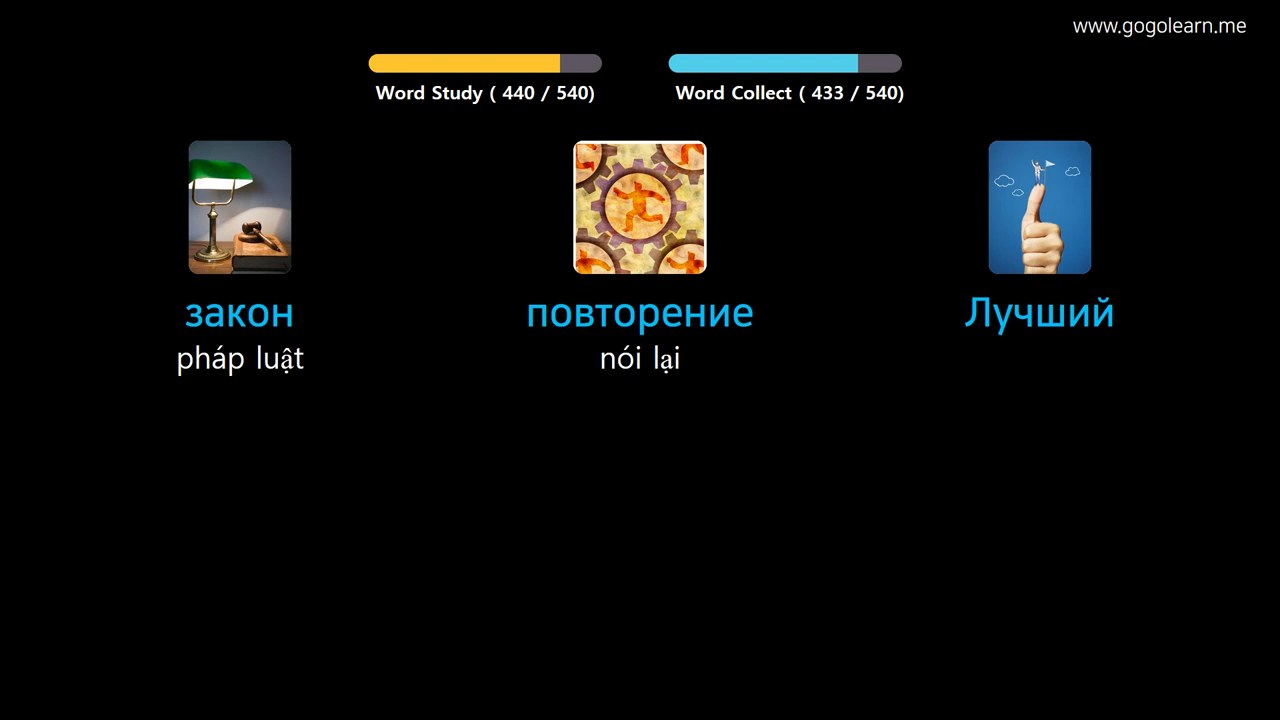 www.gogolearn.me
Word Study ( 440 / 540)
Word Collect ( 433 / 540)
закон
повторение
Лучший
pháp luật
nói lại